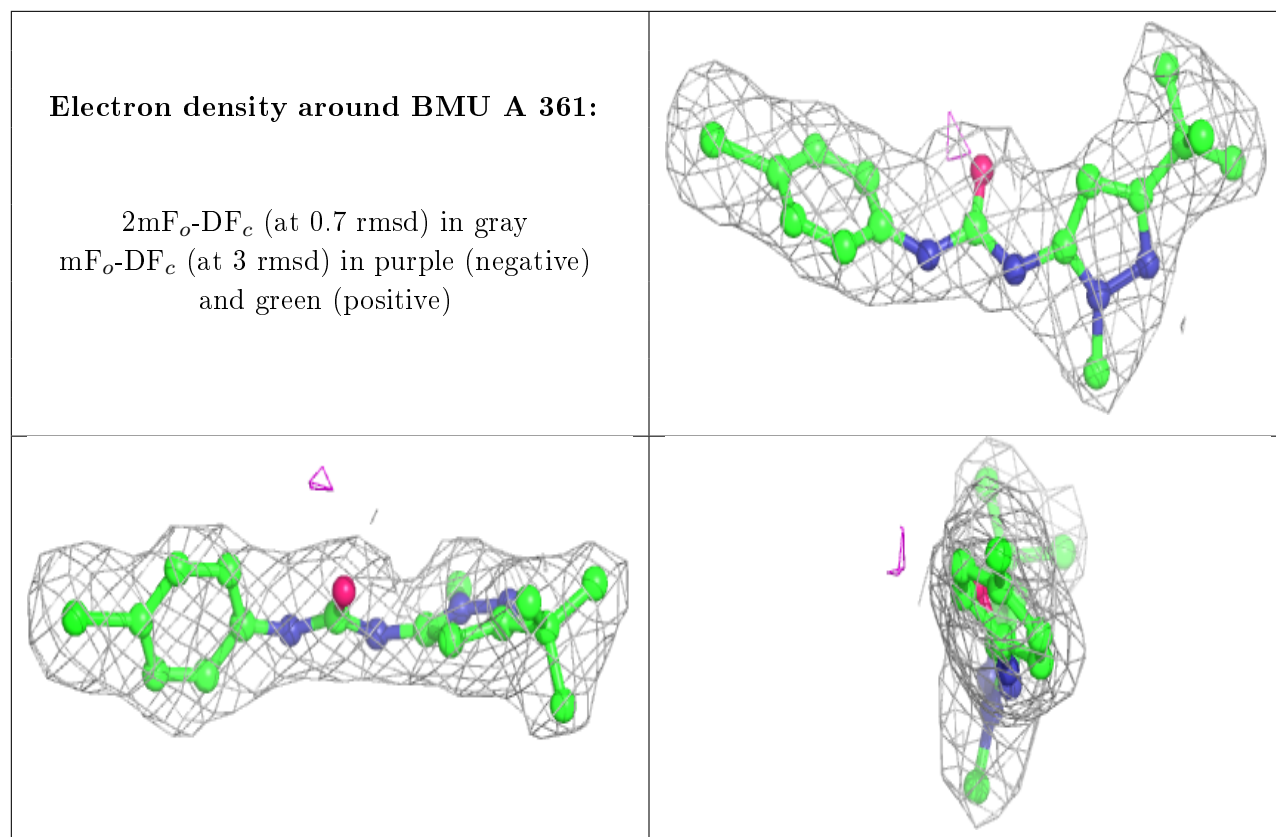 Electron density around BMU A 361:
2mFo-DFc (at 0.7 rmsd) in gray
mFo-DFc (at 3 rmsd) in purple (negative)
and green (positive)